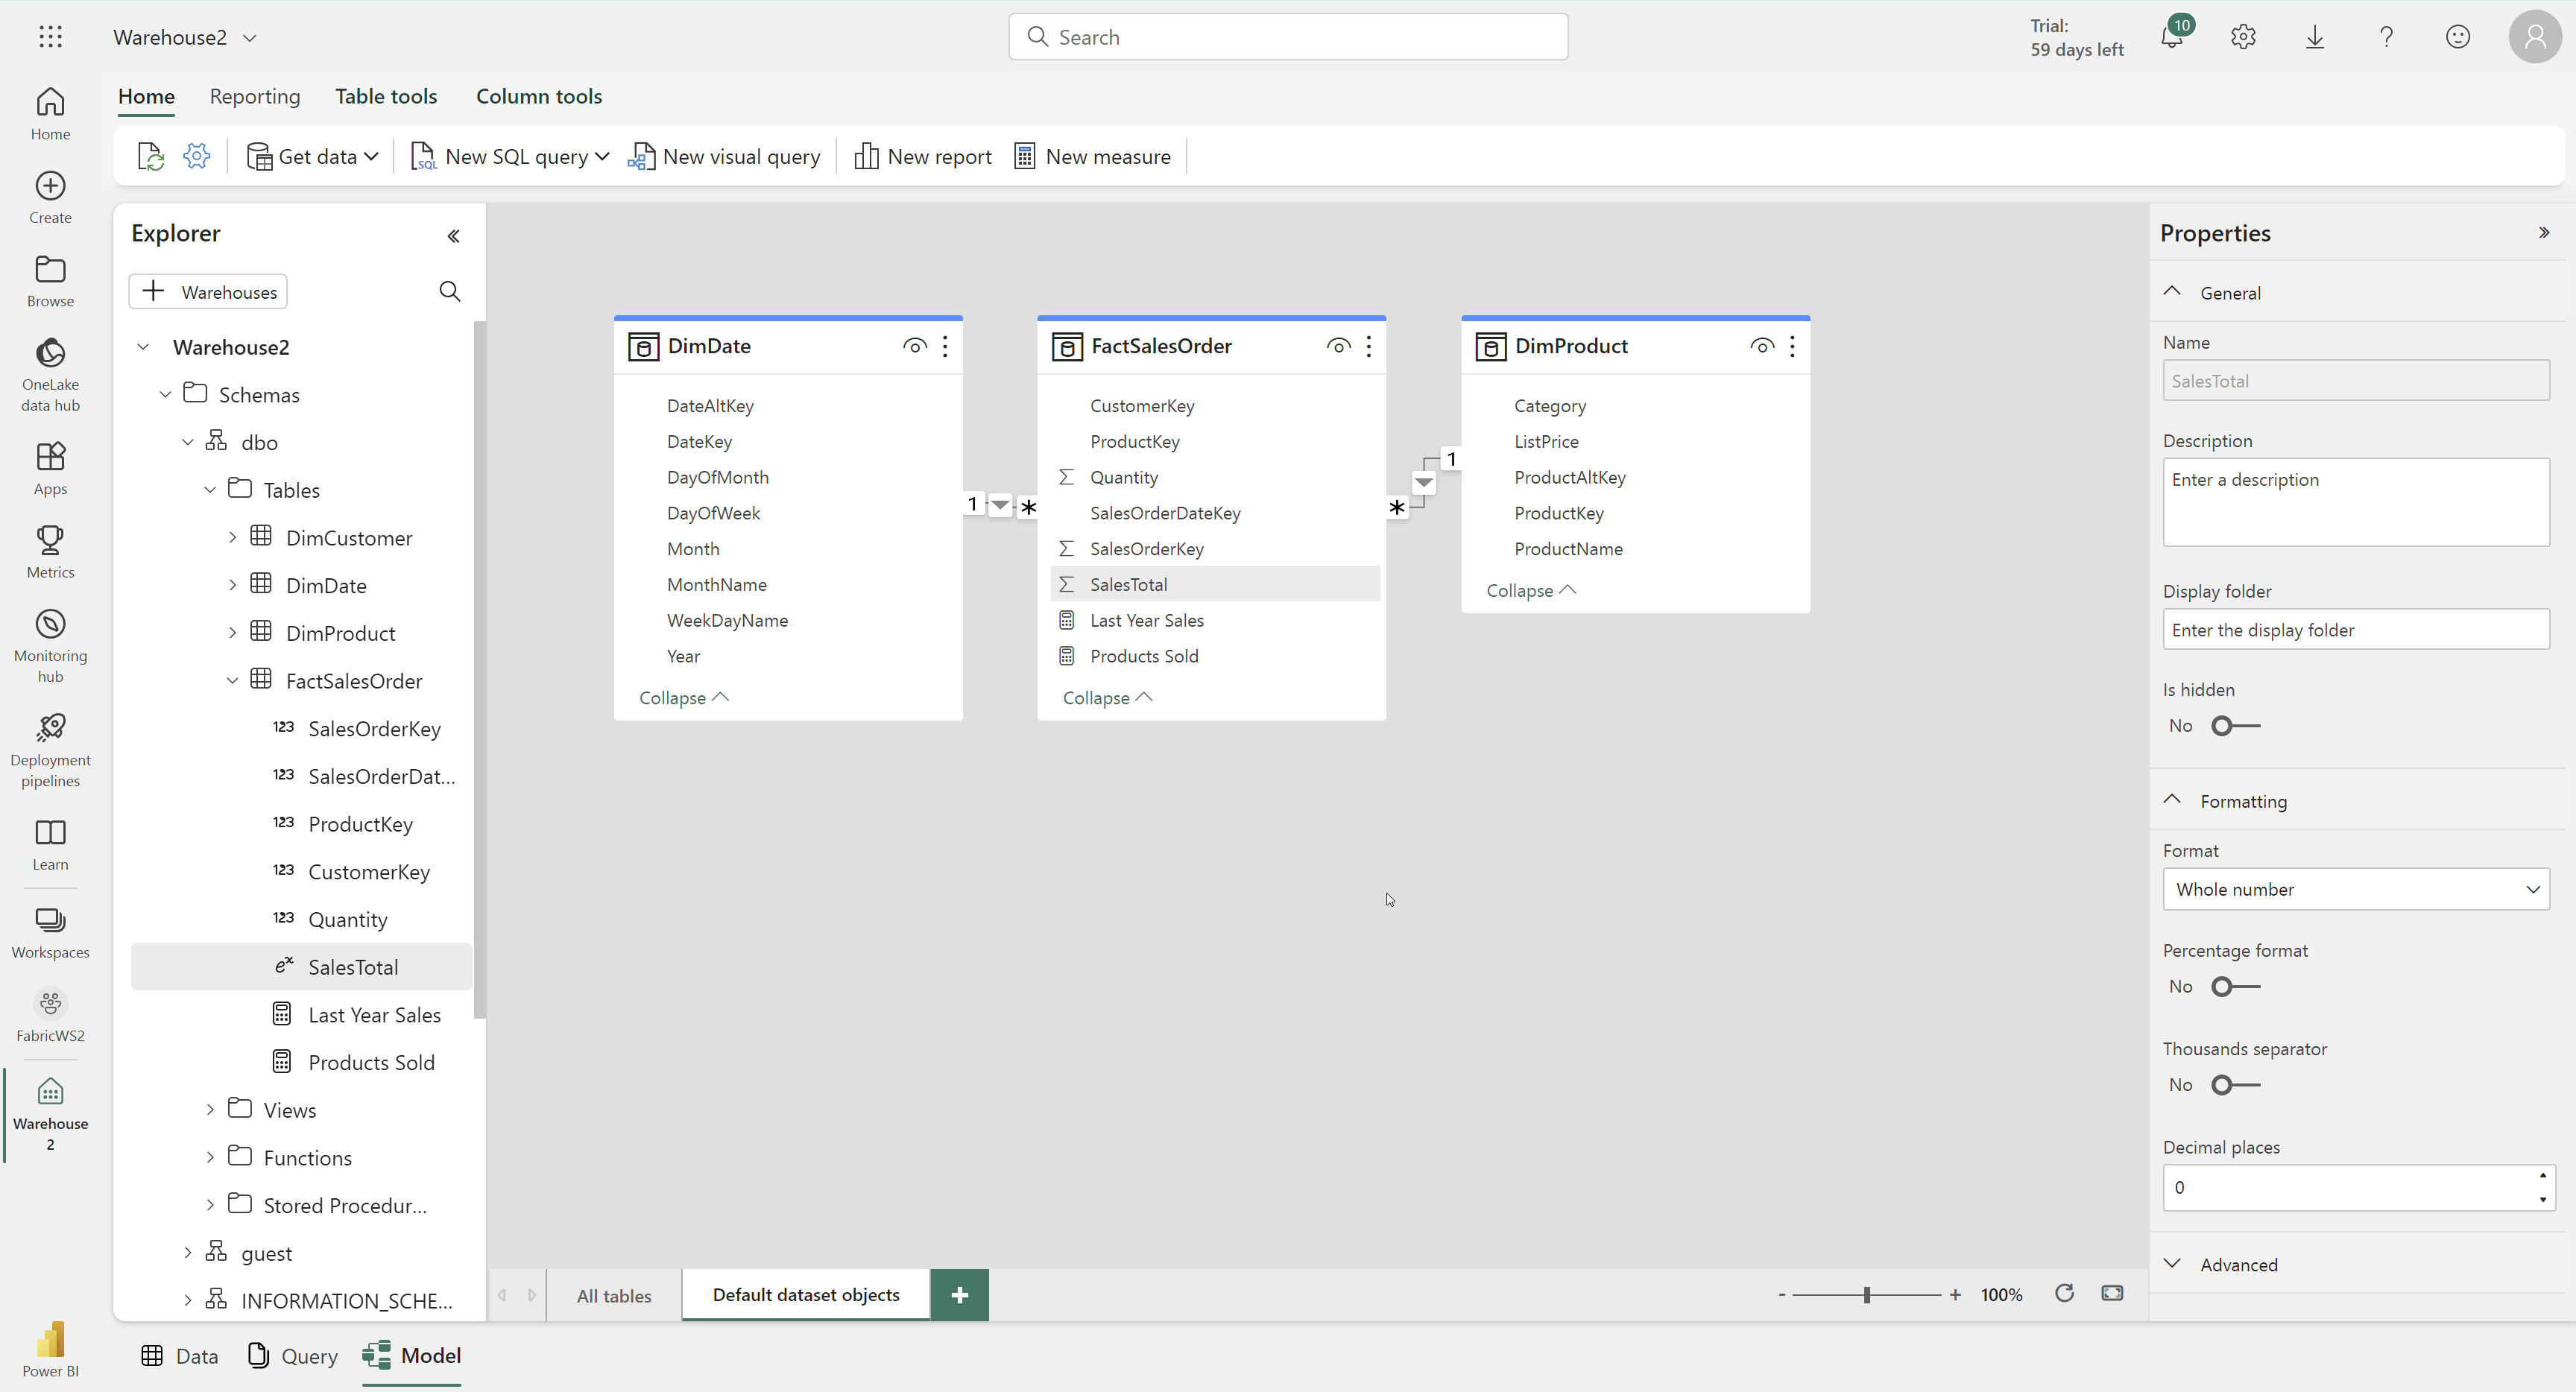 Warehouse2
Search
Trial:
59 days left
10
Home
Reporting
Table tools
Column tools
Get data
SQL
New SQL query
New visual query
New report
New measure
Home
Create
Browse
OneLake
data hub
Apps
Metrics
Monitoring
hub
Deployment
pipelines
Learn
Workspaces
FabricWS2
Warehouse
2
Power BI
Explorer
Warehouses
Warehouse2
Schemas
dbo
Tables
DimCustomer
DimDate
DimProduct
FactSalesOrder
123 SalesOrderKey
123 SalesOrderDat...
123 ProductKey
123 CustomerKey
123 Quantity
eˣ SalesTotal
Last Year Sales
Products Sold
Views
Functions
Stored Procedur...
guest
INFORMATION_SCHE...
DimDate
DateAltKey
DateKey
DayOfMonth
DayOfWeek
Month
MonthName
WeekDayName
Year
Collapse
1
*
FactSalesOrder
CustomerKey
ProductKey
Σ Quantity
SalesOrderDateKey
Σ SalesOrderKey
Σ SalesTotal
Last Year Sales
Products Sold
Collapse
*
1
DimProduct
Category
ListPrice
ProductAltKey
ProductKey
ProductName
Collapse
Properties
General
Name
SalesTotal
Description
Enter a description
Display folder
Enter the display folder
Is hidden
No
Formatting
Format
Whole number
Percentage format
No
Thousands separator
No
Decimal places
0
Advanced
All tables
Default dataset objects
+
- + 100%
Data
Query
Model